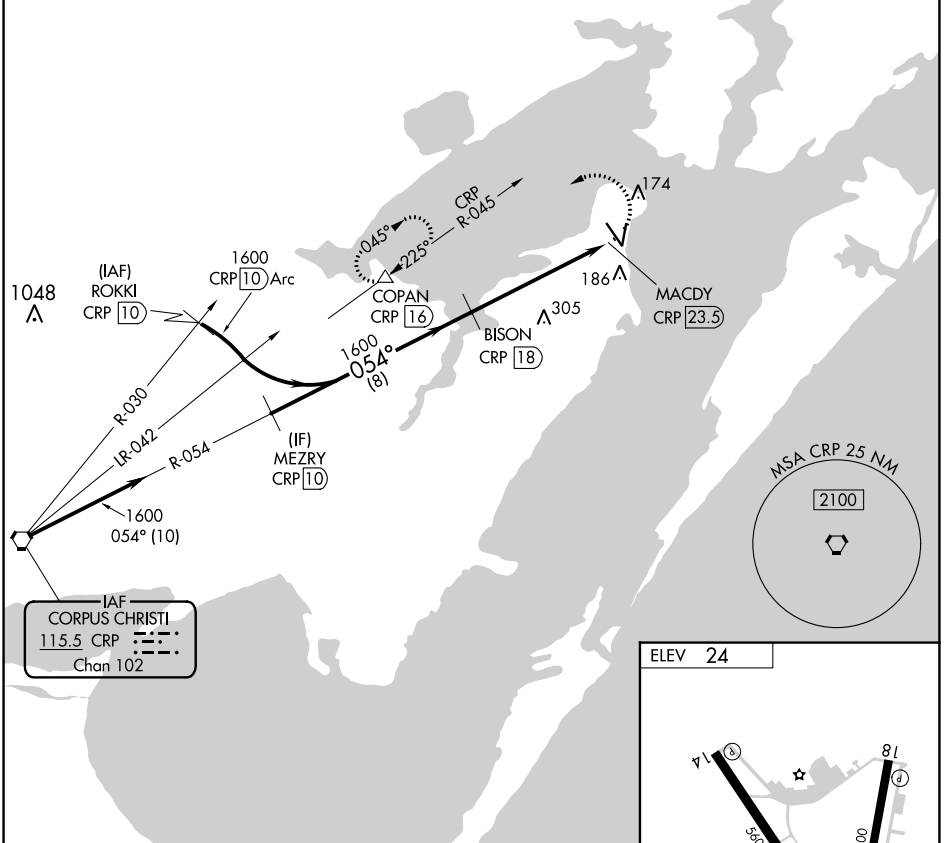 174
CRP
R-045
045°
225°
1600
CRP 10 Arc
(IAF)
ROKKI
CRP 10
1048
COPAN
CRP 16
186
MACDY
CRP 23.5
305
BISON
CRP 18
1600
054°
(8)
R-030
LR-042
R-054
(IF)
MEZRY
CRP 10
MSA CRP 25 NM
2100
1600
054° (10)
IAF
CORPUS CHRISTI
115.5 CRP
Chan 102
ELEV 24
14
P
18
P